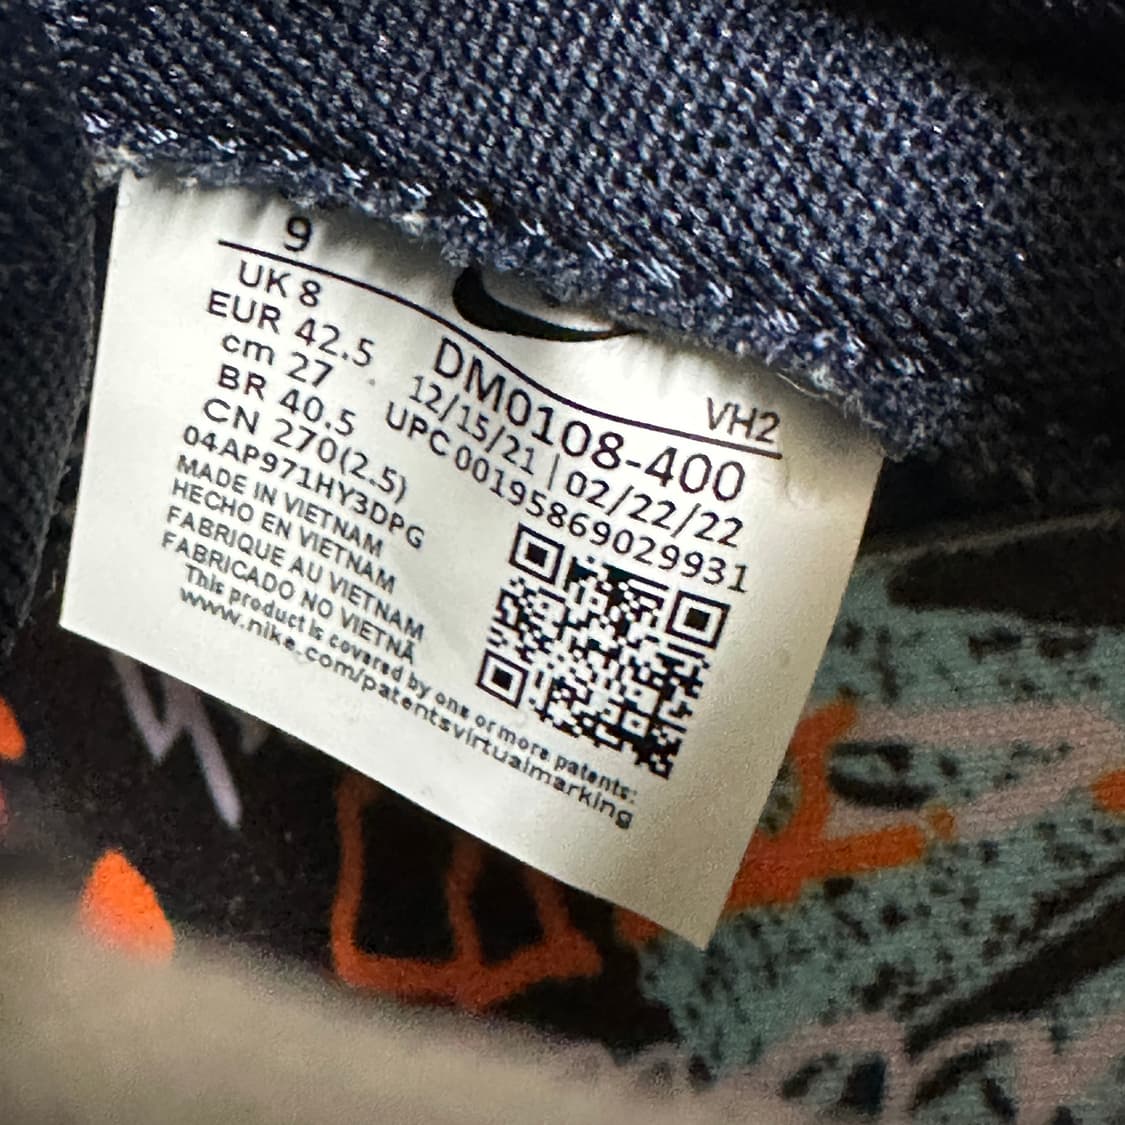 9
UK 8
EUR 42.5
cm 27
BR 40.5
CN 270(2.5)
04AP971HY3DPG
MADE IN VIETNAM
HECHO EN VIETNAM
FABRIQUE AU VIETNAM
FABRICADO NO VIETNÃ
This product is covered by one or more patents:
www.nike.com/patentsvirtualmarking
VH2
DM0108-400
12/15/21 | 02/22/22
UPC 00195869029931